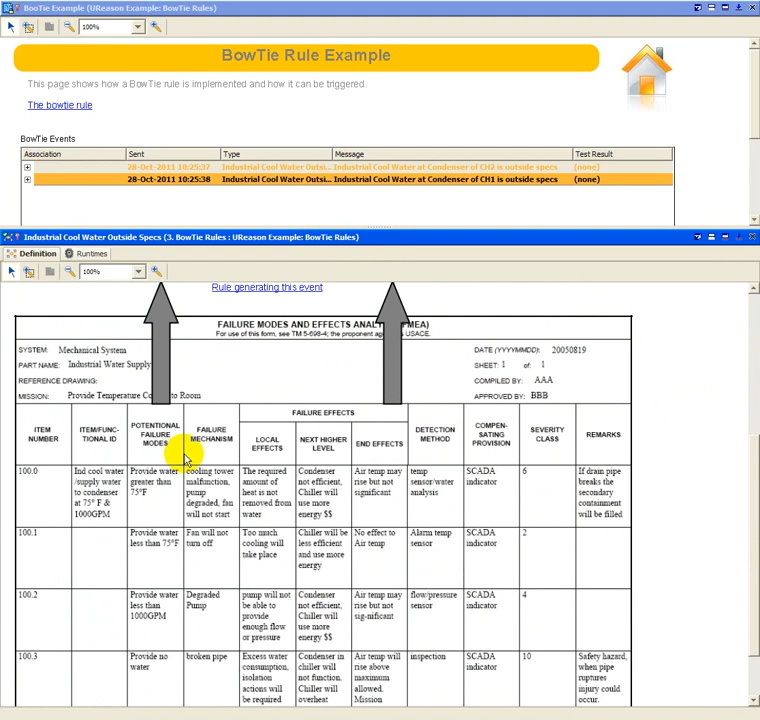 BooTie Example (UReason Example: BowTie Rules)
100%
BowTie Rule Example
This page shows how a BowTie rule is implemented and how it can be triggered.
The bowtie rule
BowTie Events
Association Sent Type Message Test Result
28-Oct-2011 10:25:37 Industrial Cool Water Outsi... Industrial Cool Water at Condenser of CH2 is outside specs (none)
28-Oct-2011 10:25:38 Industrial Cool Water Outsi... Industrial Cool Water at Condenser of CH1 is outside specs (none)
Industrial Cool Water Outside Specs (3. BowTie Rules : UReason Example: BowTie Rules)
Definition Runtimes
100%
Rule generating this event
FAILURE MODES AND EFFECTS ANALY MEA)
For use of this form, see TM 5-698-4; the proponent age USACE.
SYSTEM: Mechanical System
DATE (YYYYMMDD): 20050819
PART NAME: Industrial Water Supply
SHEET: 1 of: 1
REFERENCE DRAWING:
COMPILED BY: AAA
MISSION: Provide Temperature Co to Room
APPROVED BY: BBB
ITEM
NUMBER
ITEM/FUNC-
TIONAL ID
POTENTIAL
FAILURE
MODES
FAILURE
MECHANISM
FAILURE EFFECTS
LOCAL
EFFECTS
NEXT HIGHER
LEVEL
END EFFECTS
DETECTION
METHOD
COMPEN-
SATING
PROVISION
SEVERITY
CLASS
REMARKS
100.0
Ind cool water
/supply water
to condenser
at 75° F &
1000GPM
Provide water
greater than
75°F
cooling tower
malfunction,
pump
degraded, fan
will not start
The required
amount of
heat is not
removed from
water
Condenser
not efficient,
Chiller will
use more
energy $$
Air temp may
rise but not
significant
temp
sensor/water
analysis
SCADA
indicator
6
If drain pipe
breaks the
secondary
containment
will be filled
100.1
Provide water
less than 75°F
Fan will not
turn off
Too much
cooling will
take place
Chiller will be
less efficient
and use more
energy
No effect to
Air temp
Alarm temp
sensor
SCADA
indicator
2
100.2
Provide water
less than
1000GPM
Degraded
Pump
pump will not
be able to
provide
enough flow
or pressure
Condenser
not efficient,
Chiller will
use more
energy $$
Air temp may
rise but not
sig-nificant
flow/pressure
sensor
SCADA
indicator
4
100.3
Provide no
water
broken pipe
Excess water
consumption,
isolation
actions will
be required
Condenser in
chiller will
not function.
Chiller will
overheat
Air temp will
rise above
maximum
allowed.
Mission
inspection
SCADA
indicator
10
Safety hazard,
when pipe
ruptures
injury could
occur.